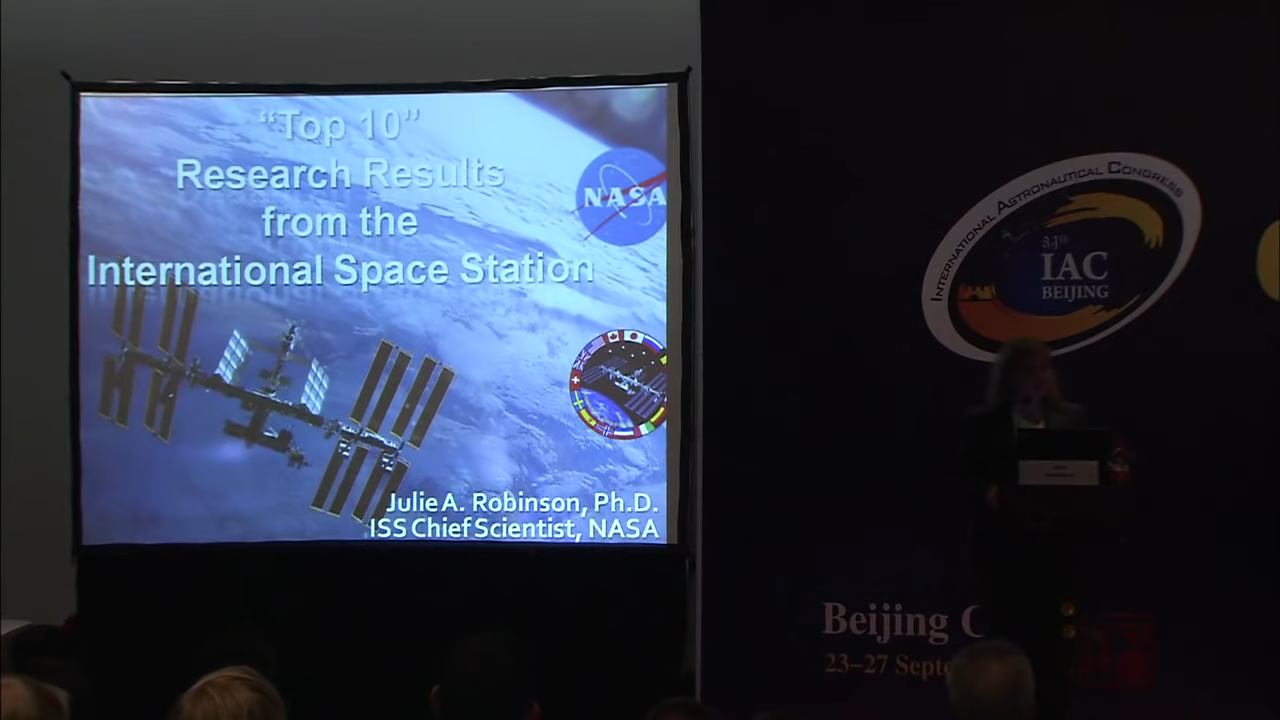 “Top 10”
Research Results
from the
International Space Station
NASA
Julie A. Robinson, Ph.D.
ISS Chief Scientist, NASA
INTERNATIONAL ASTRONAUTICAL CONGRESS
IAC
BEIJING
Beijing
23–27